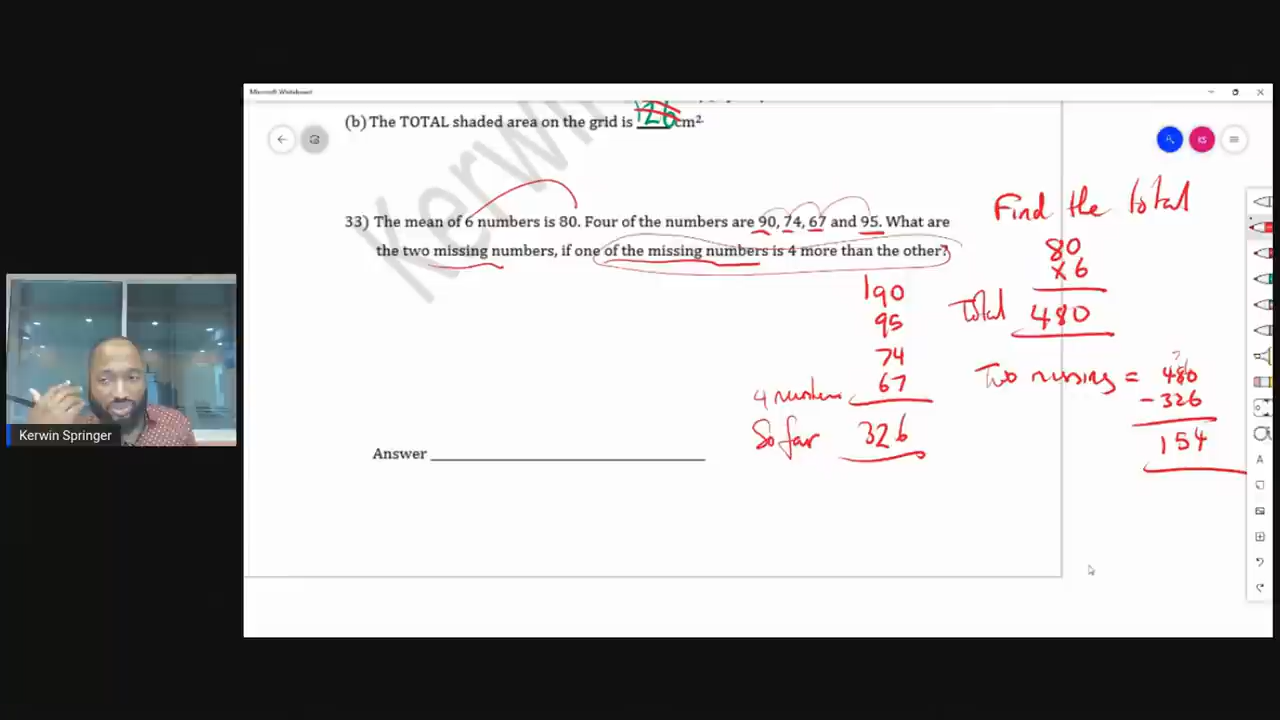 Microsoft Whiteboard
126
(b) The TOTAL shaded area on the grid is ____cm²
Kerwin
33) The mean of 6 numbers is 80. Four of the numbers are 90, 74, 67 and 95. What are
the two missing numbers, if one of the missing numbers is 4 more than the other?
Answer
190
95
74
4 numbers 67
So far 326
Find the total
80
x6
Total 480
Two missing = 480
-326
154
KS
A
Kerwin Springer